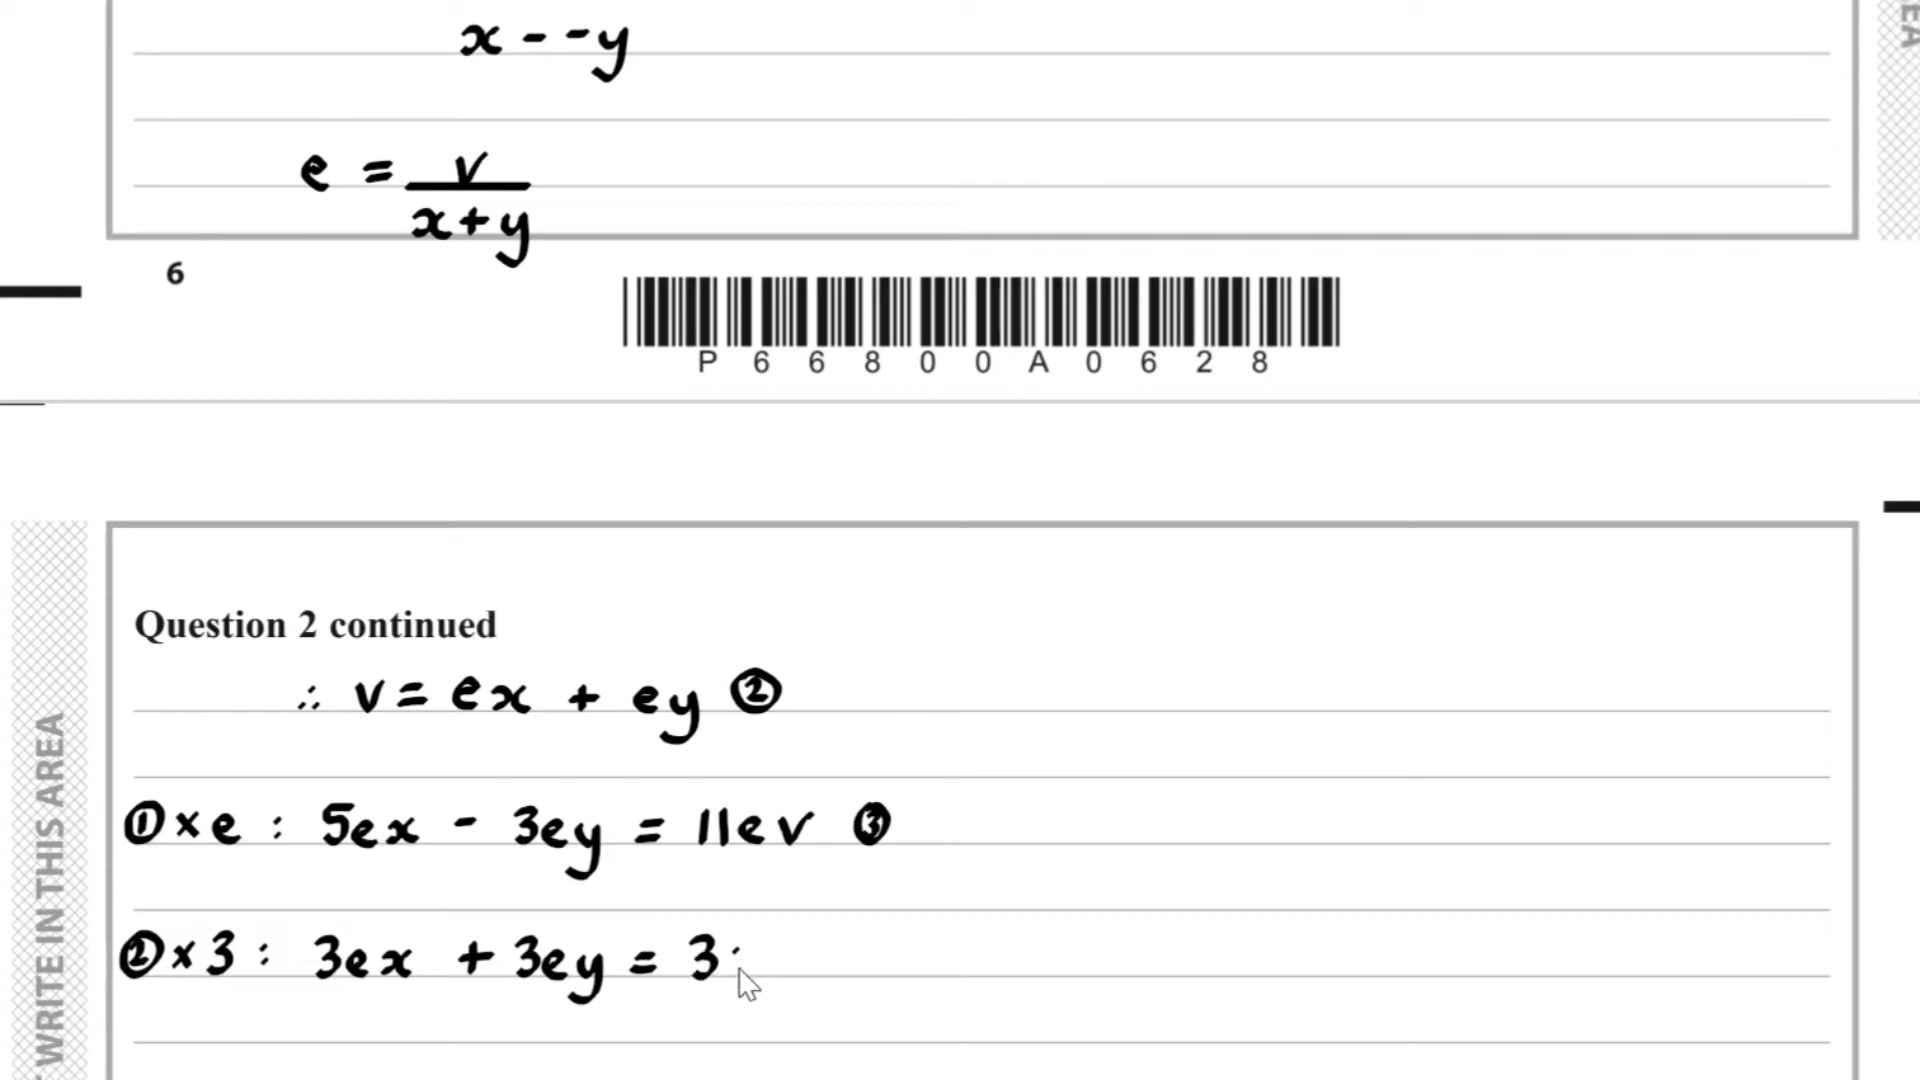 x - -y
e = v
x+y
6
P 6 6 8 0 0 A 0 6 2 8
Question 2 continued
∴ v = ex + ey ②
① × e : 5ex - 3ey = 11ev ③
② × 3 : 3ex + 3ey = 3
WRITE IN THIS AREA
EA